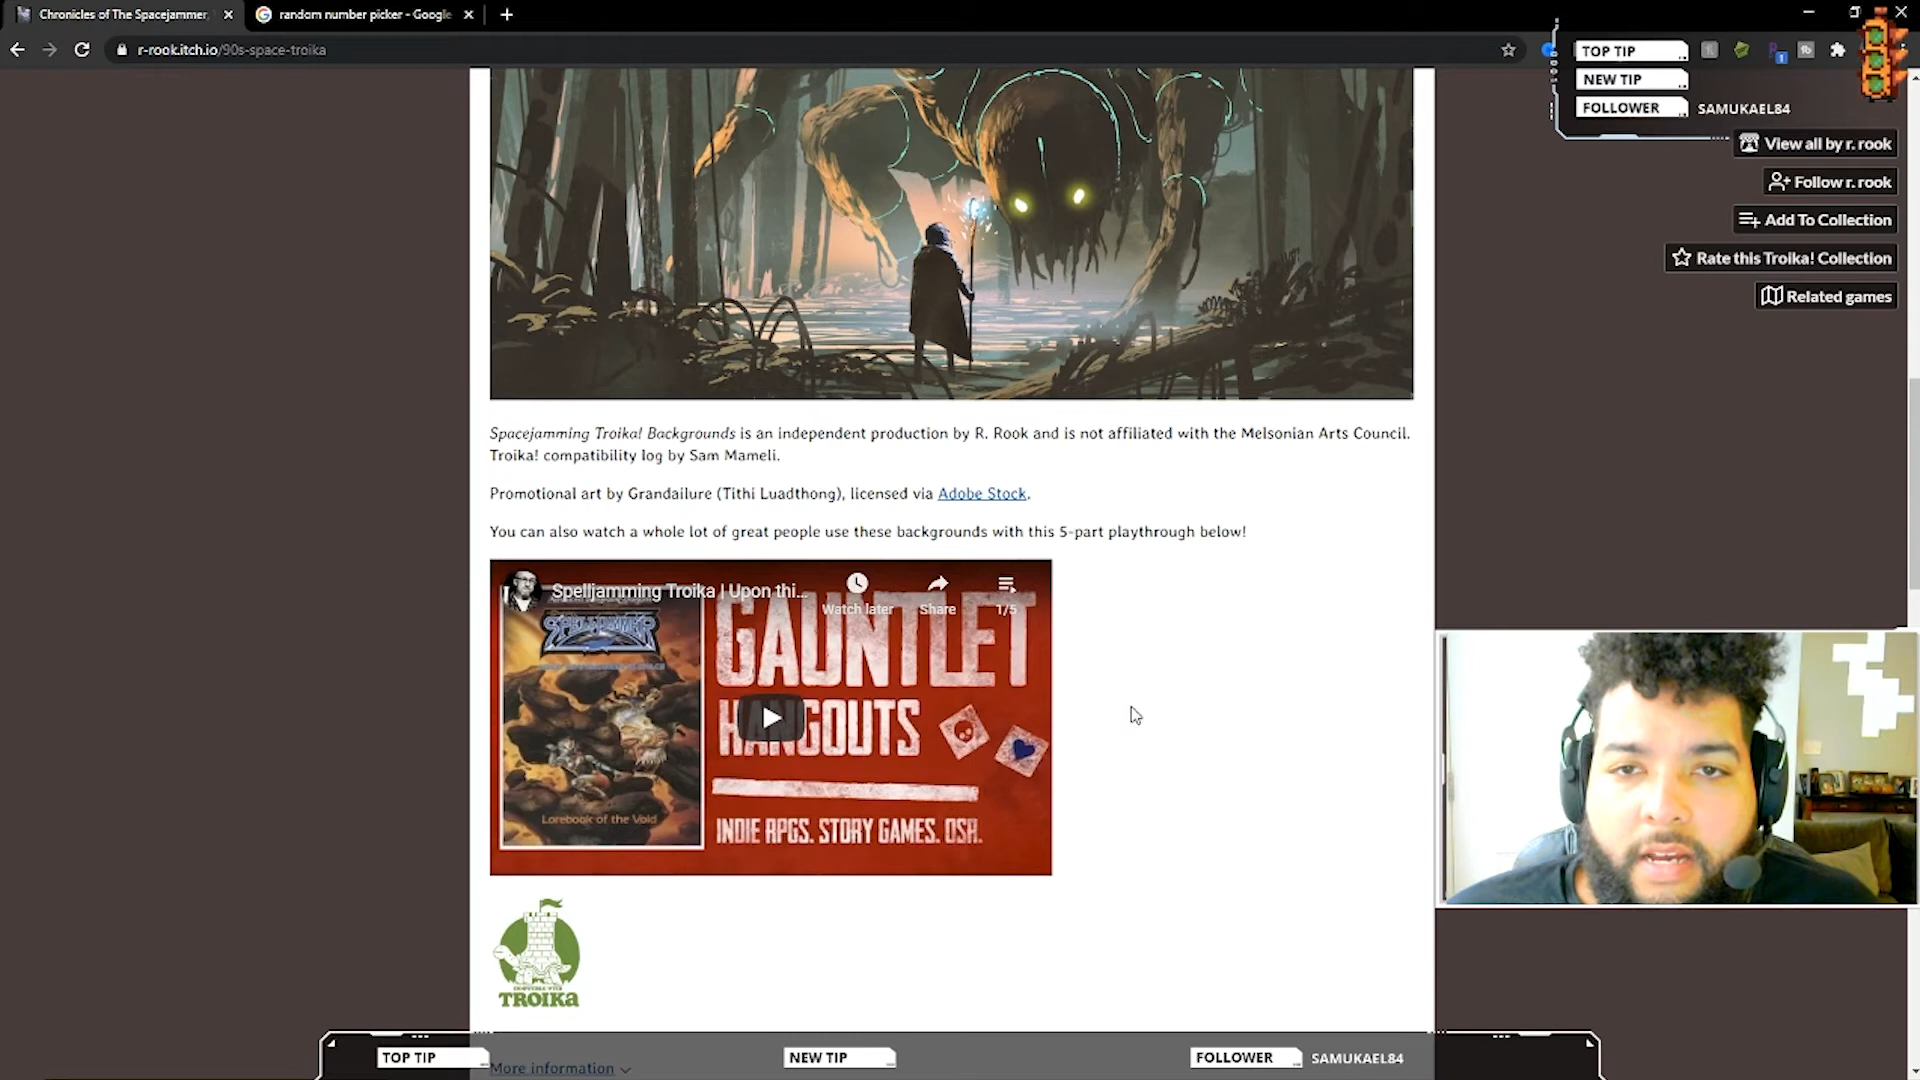 Chronicles of The Spacejammer,
random number picker - Google
r-rook.itch.io/90s-space-troika
TOP TIP
NEW TIP
FOLLOWER SAMUKAEL84
View all by r. rook
Follow r. rook
Add To Collection
Rate this Troika! Collection
Related games
Spacejamming Troika! Backgrounds is an independent production by R. Rook and is not affiliated with the Melsonian Arts Council.
Troika! compatibility log by Sam Mameli.
Promotional art by Grandailure (Tithi Luadthong), licensed via Adobe Stock.
You can also watch a whole lot of great people use these backgrounds with this 5-part playthrough below!
Spelljamming Troika | Upon thi...
Watch later
Share
1/5
SPELLJAMMER
Lorebook of the Void
GAUNTLET
HANGOUTS
INDIE RPGS. STORY GAMES. OSR.
TROIKA
More information
TOP TIP
NEW TIP
FOLLOWER SAMUKAEL84